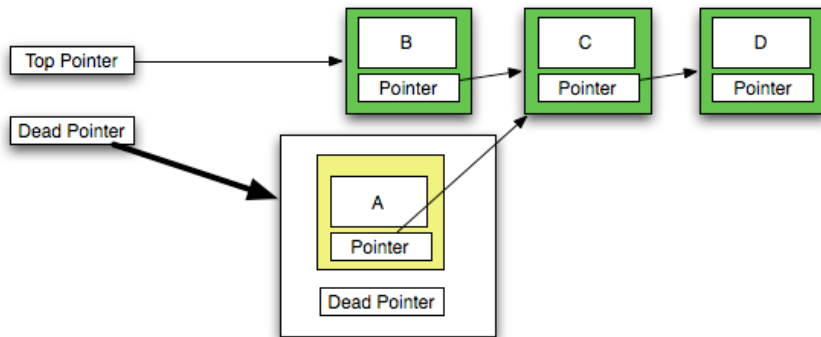 Top Pointer
B
Pointer
C
Pointer
D
Pointer
Dead Pointer
A
Pointer
Dead Pointer